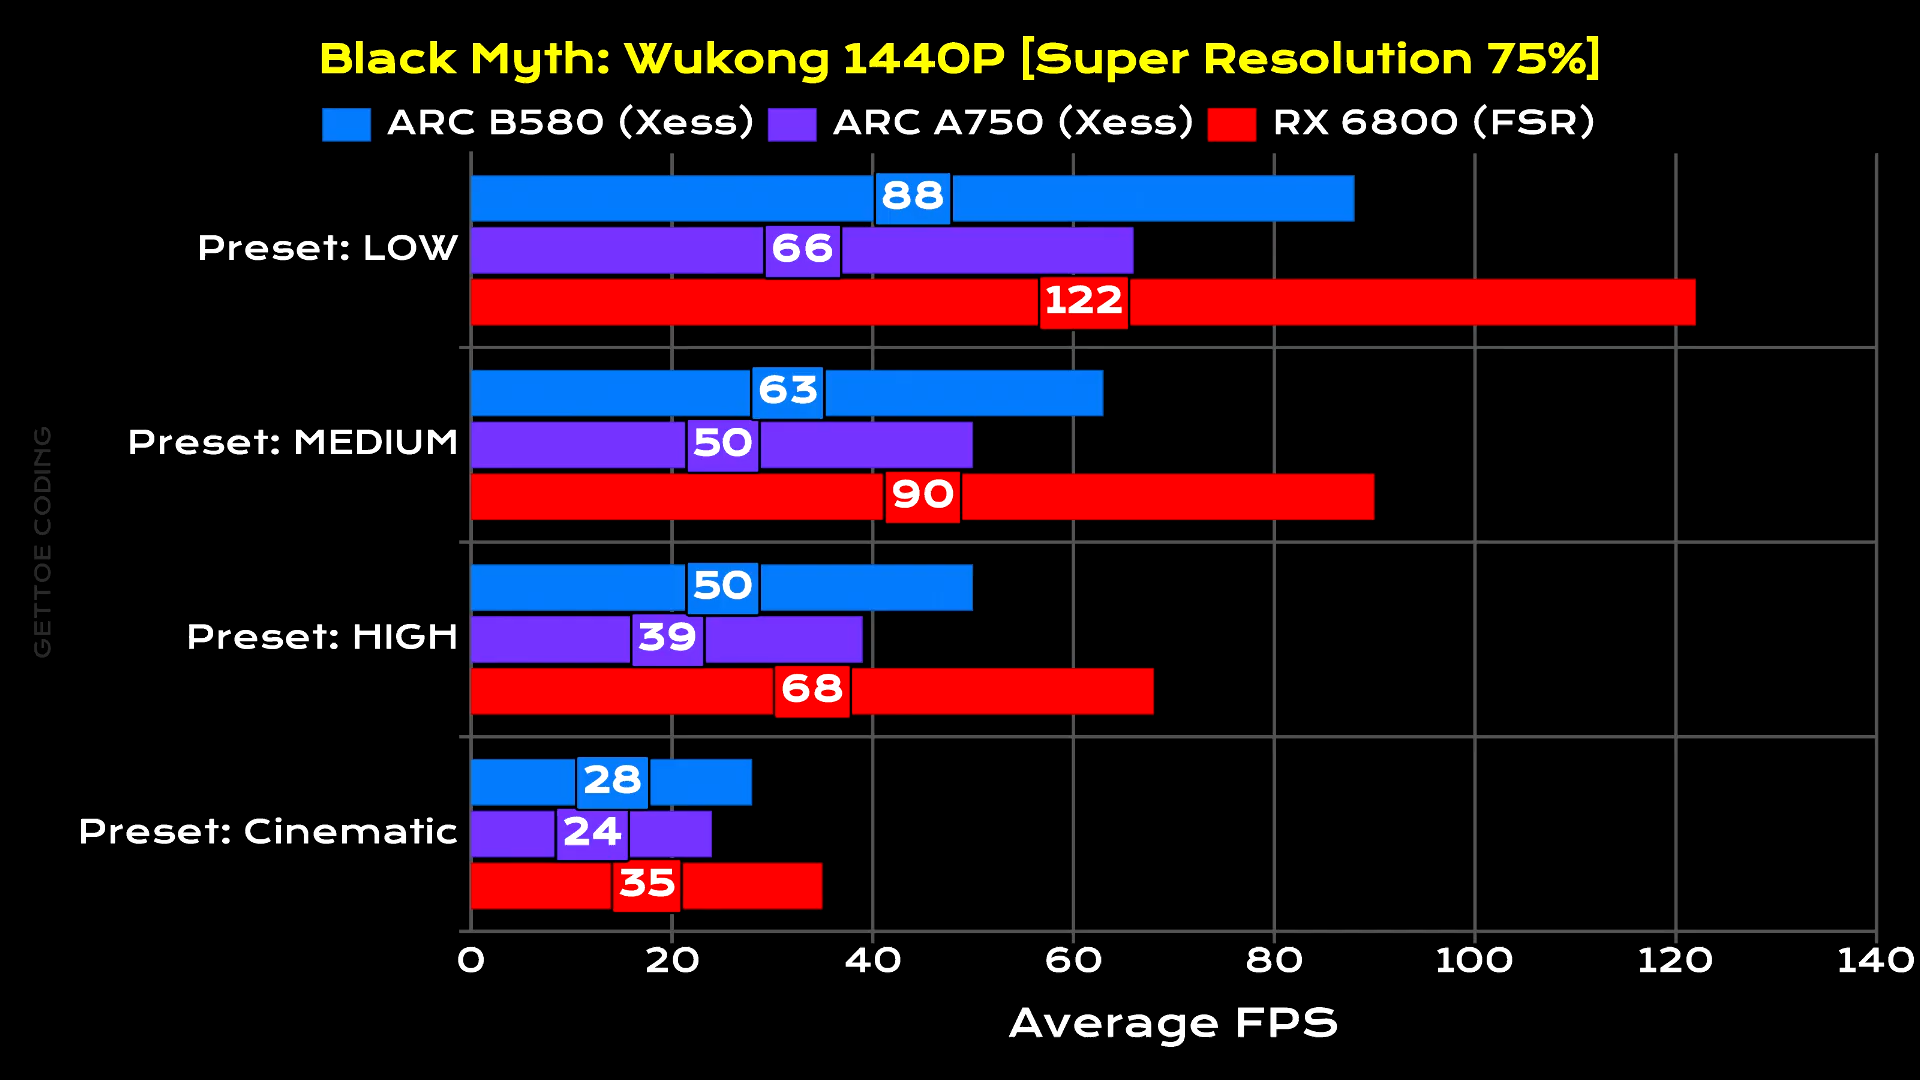 Black Myth: Wukong 1440P [Super Resolution 75%]
ARC B580 (Xess) ARC A750 (Xess) RX 6800 (FSR)
Preset: LOW
88
66
122
Preset: MEDIUM
63
50
90
Preset: HIGH
50
39
68
Preset: Cinematic
28
24
35
0 20 40 60 80 100 120 140
Average FPS
GETTOE CODING